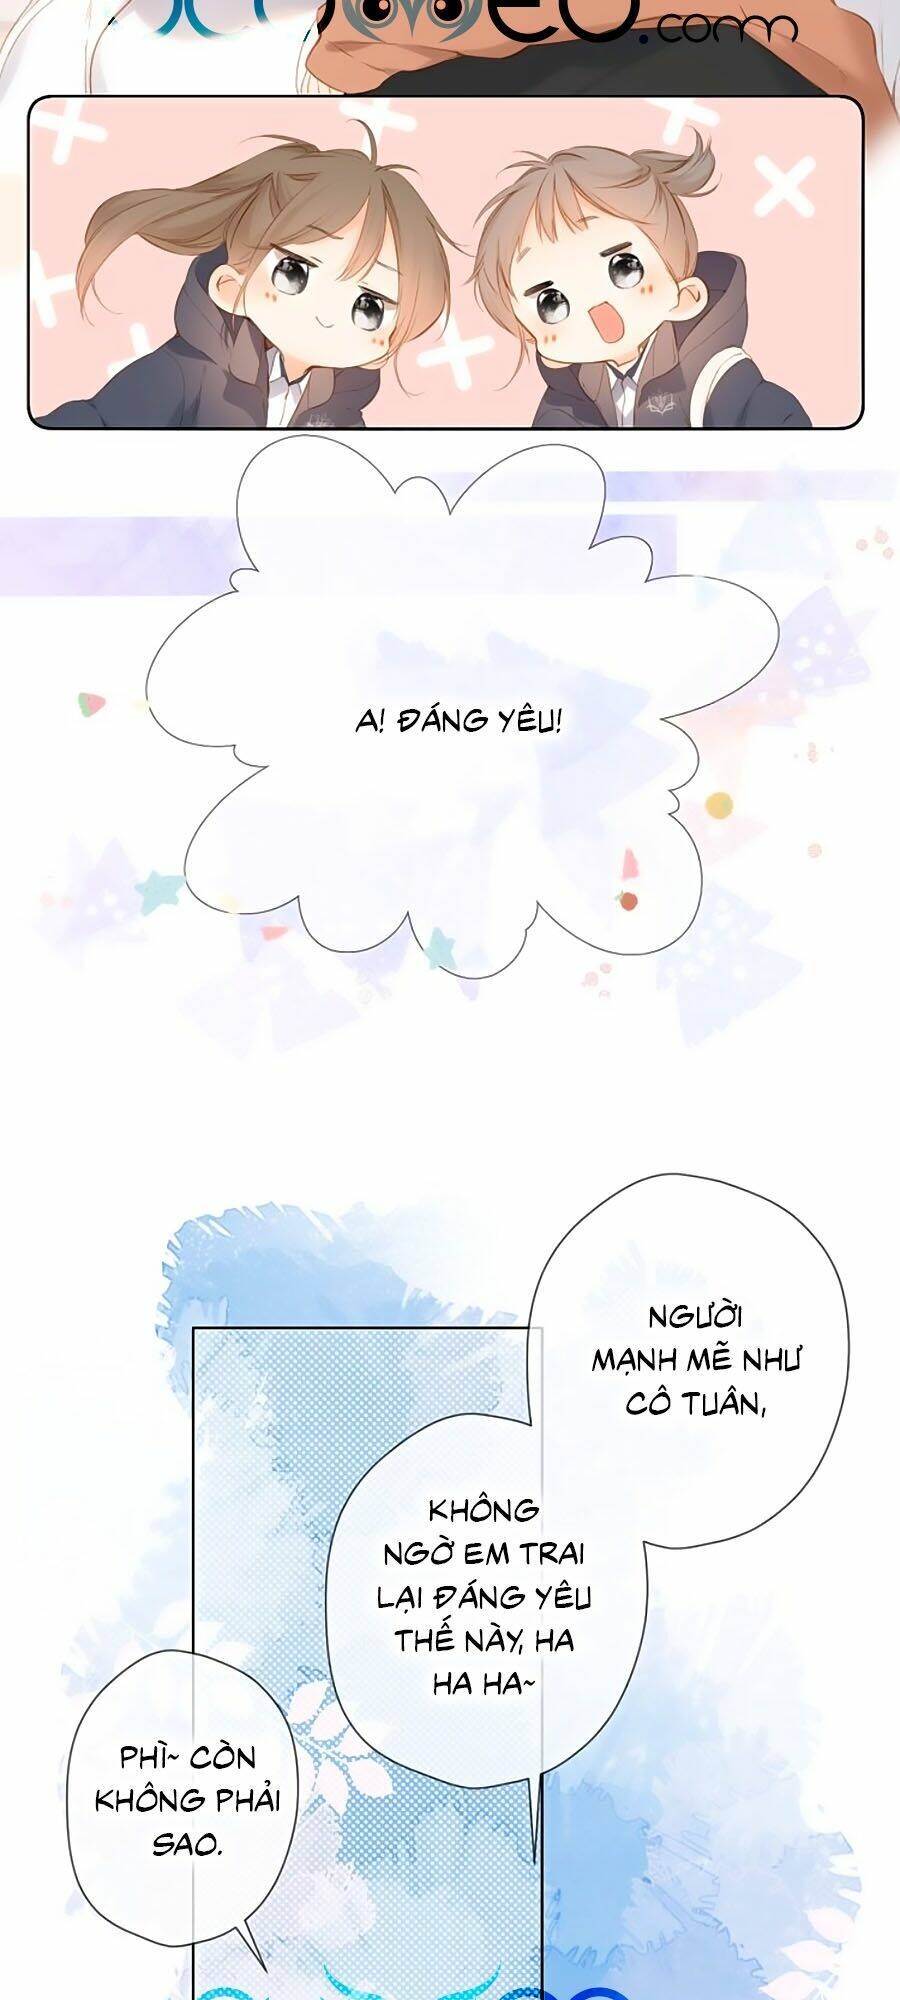 A! ĐÁNG YÊU!
NGƯỜI
MẠNH MẼ NHƯ
CÔ TUÂN,
KHÔNG
NGỜ EM TRAI
LẠI ĐÁNG YÊU
THẾ NÀY, HA
HA HA~
PHÌ~ CÒN
KHÔNG PHẢI
SAO.